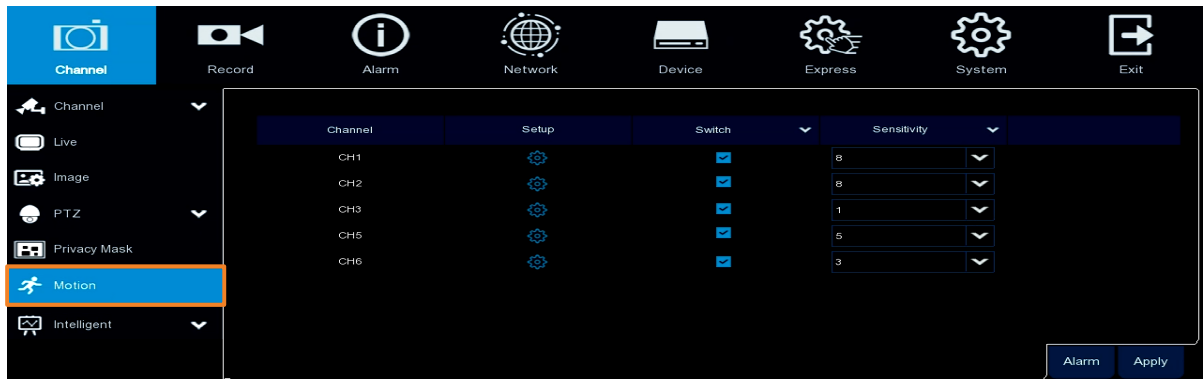 Channel Record Alarm Network Device Express System Exit
Channel
Live
Image
PTZ
Privacy Mask
Motion
Intelligent
Channel Setup Switch Sensitivity
CH1 8
CH2 8
CH3 1
CH5 5
CH6 3
Alarm Apply